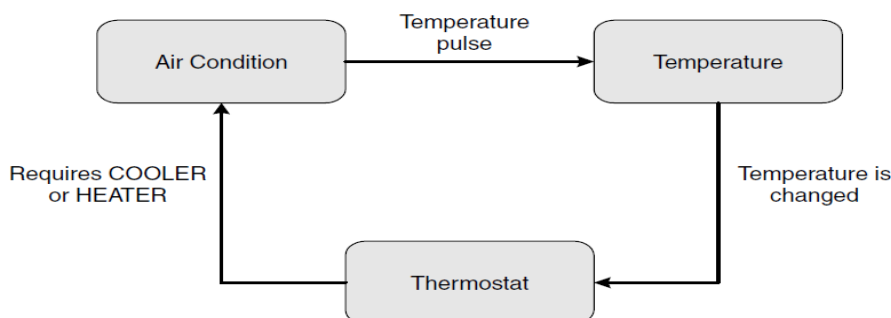 Temperature
pulse
Air Condition
Temperature
Requires COOLER
or HEATER
Temperature is
changed
Thermostat